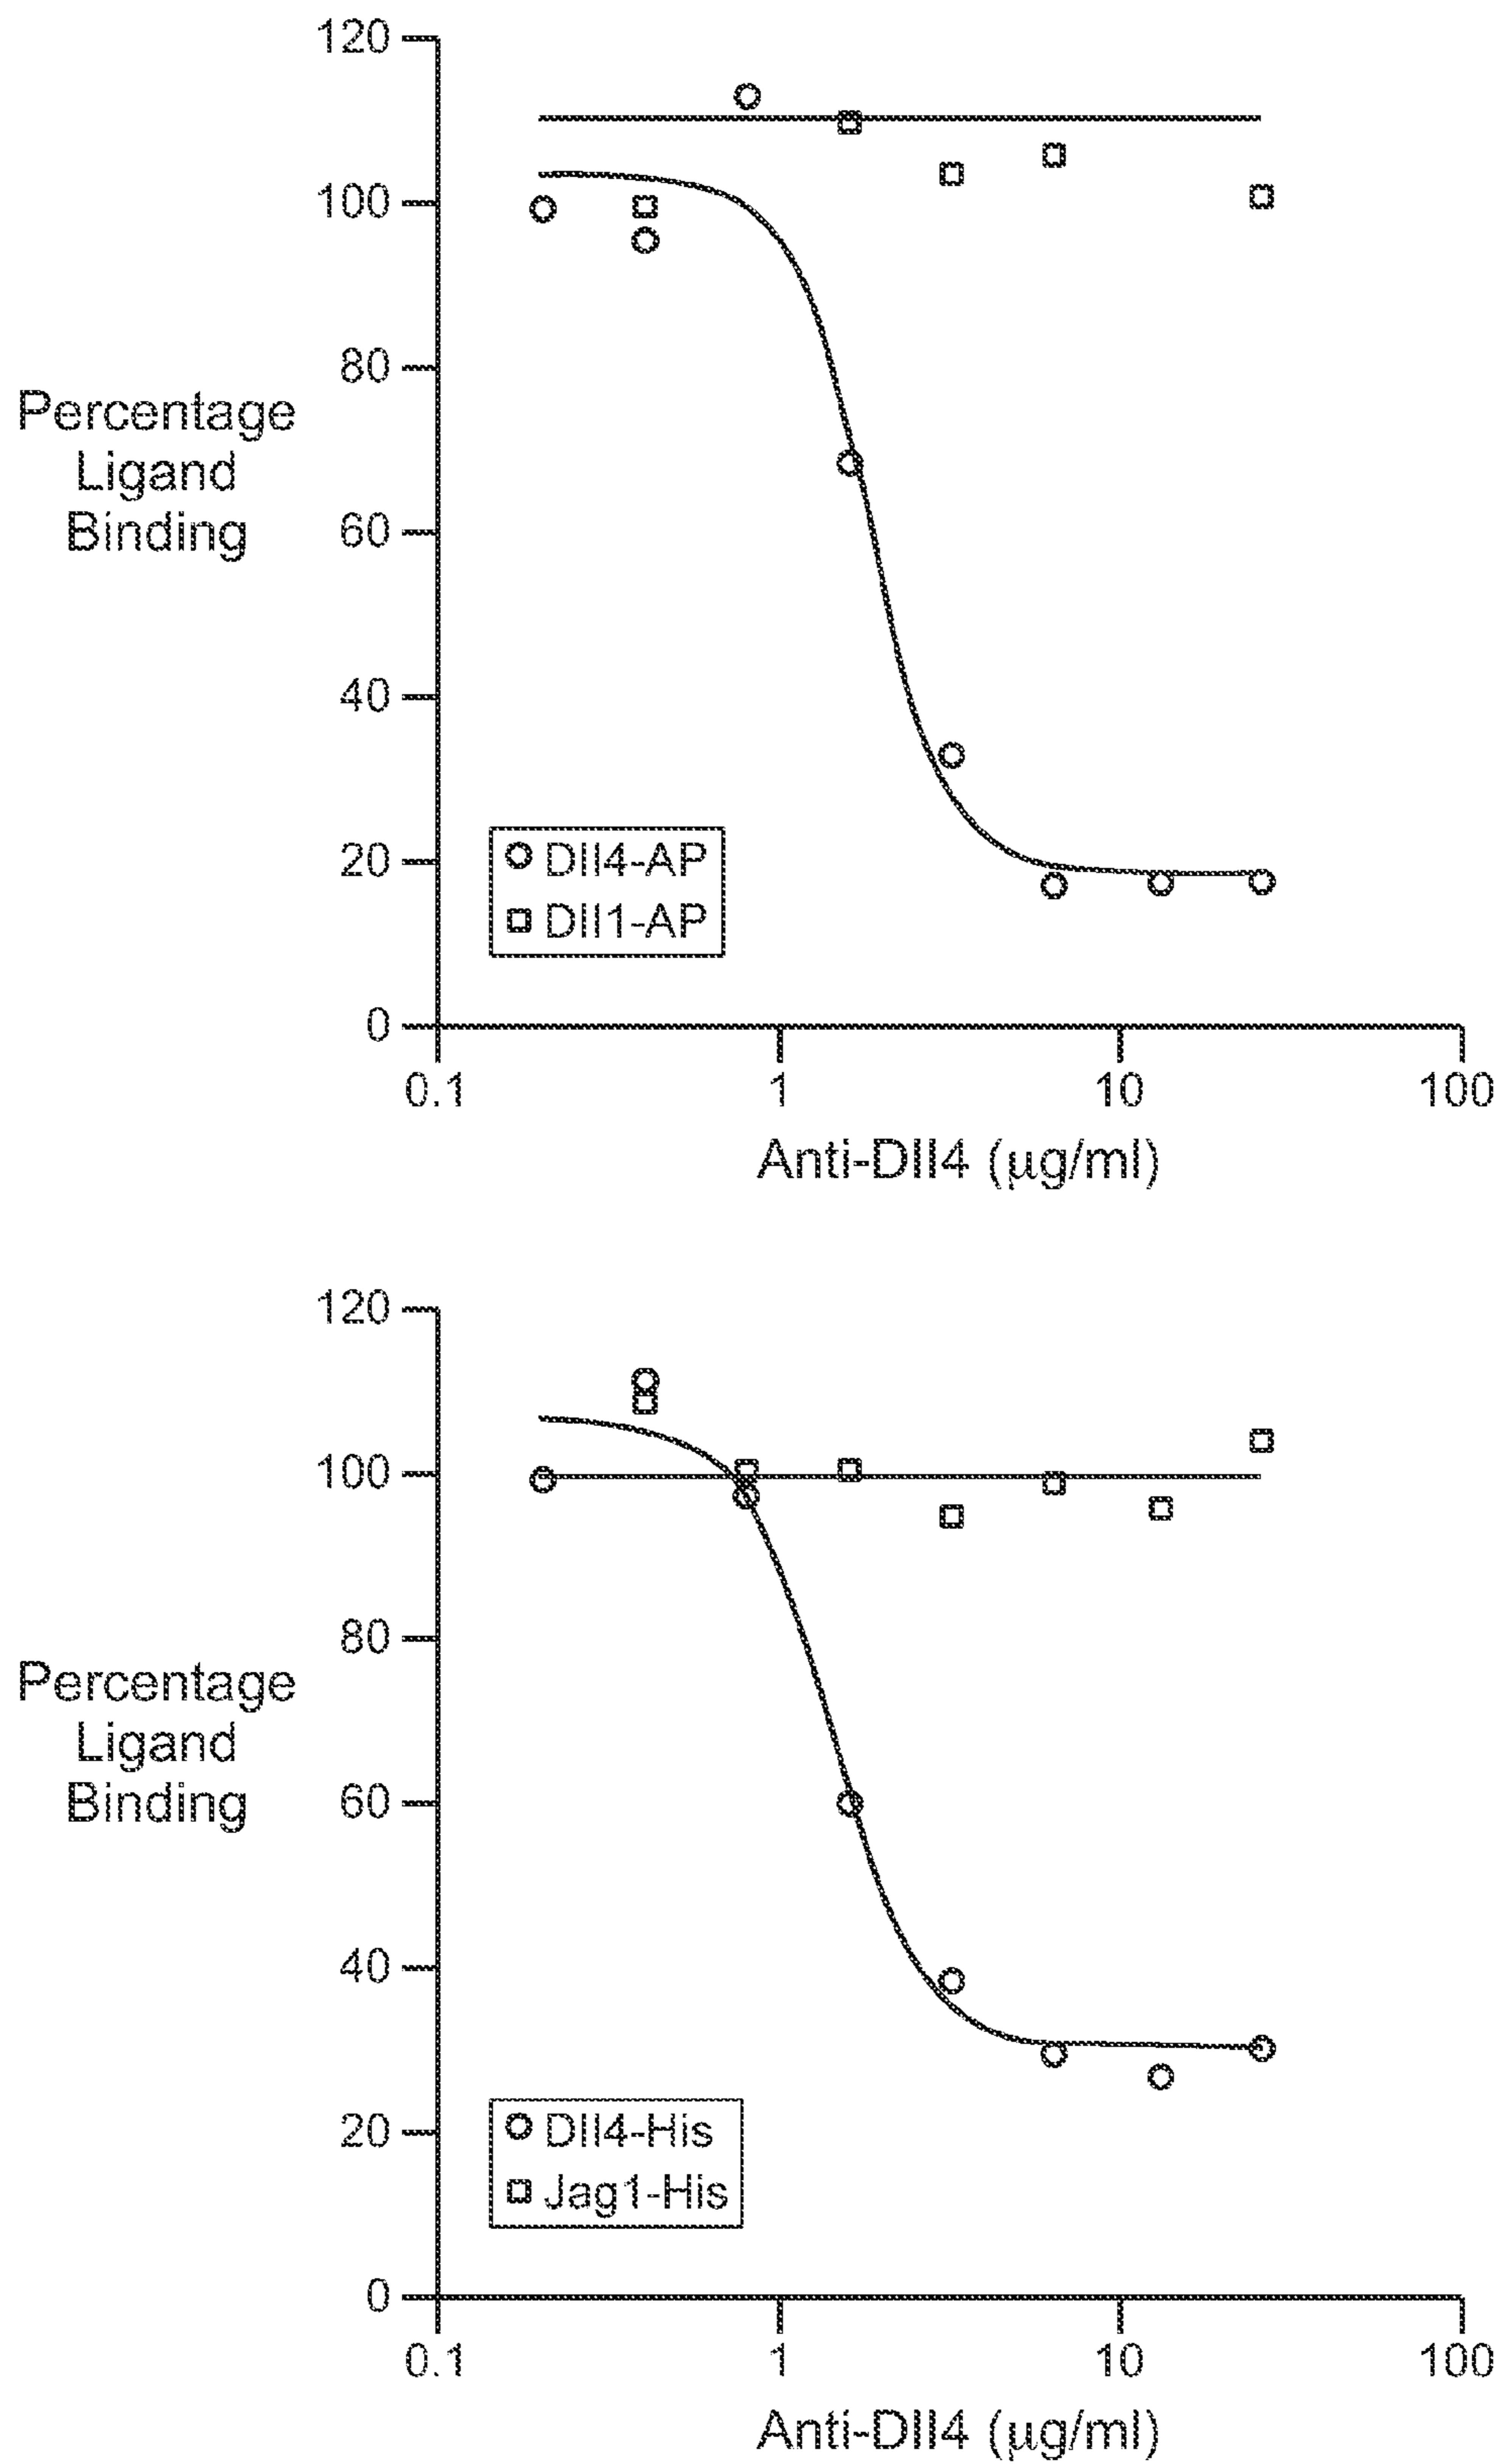 120
100
80
60
40
20
0
Percentage
Ligand
Binding
Dll4-AP
Dll1-AP
0.1
1
10
100
Anti-Dll4 (µg/ml)
120
100
80
60
40
20
0
Percentage
Ligand
Binding
Dll4-His
Jag1-His
0.1
1
10
100
Anti-Dll4 (µg/ml)